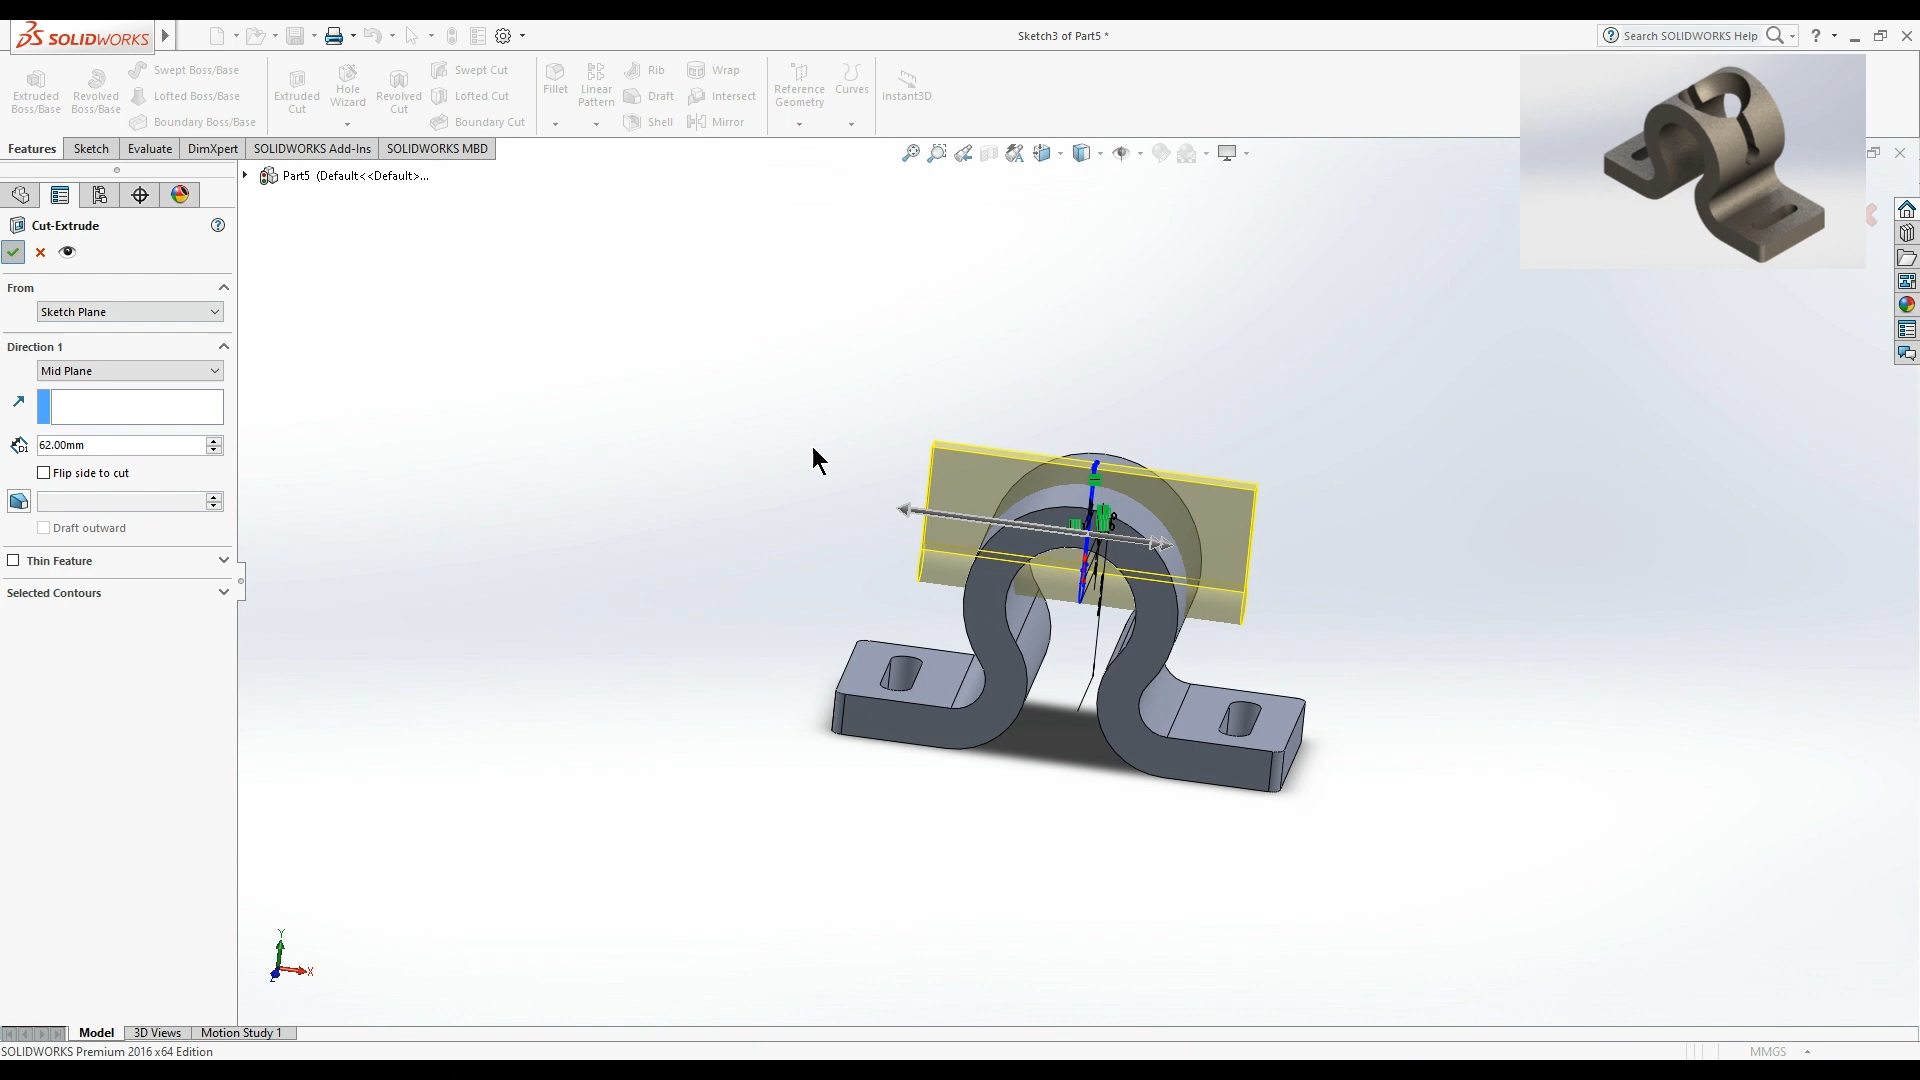 SOLIDWORKS
Sketch3 of Part5 *
Search SOLIDWORKS Help
?
Extruded Boss/Base
Revolved Boss/Base
Swept Boss/Base
Lofted Boss/Base
Boundary Boss/Base
Extruded Cut
Hole Wizard
Revolved Cut
Swept Cut
Lofted Cut
Boundary Cut
Fillet
Linear Pattern
Rib
Draft
Shell
Wrap
Intersect
Mirror
Reference Geometry
Curves
Instant3D
Features
Sketch
Evaluate
DimXpert
SOLIDWORKS Add-Ins
SOLIDWORKS MBD
Part5 (Default<<Default>...
Cut-Extrude
From
Sketch Plane
Direction 1
Mid Plane
D1
62.00mm
Flip side to cut
Draft outward
Thin Feature
Selected Contours
Y
X
Z
Model
3D Views
Motion Study 1
SOLIDWORKS Premium 2016 x64 Edition
MMGS